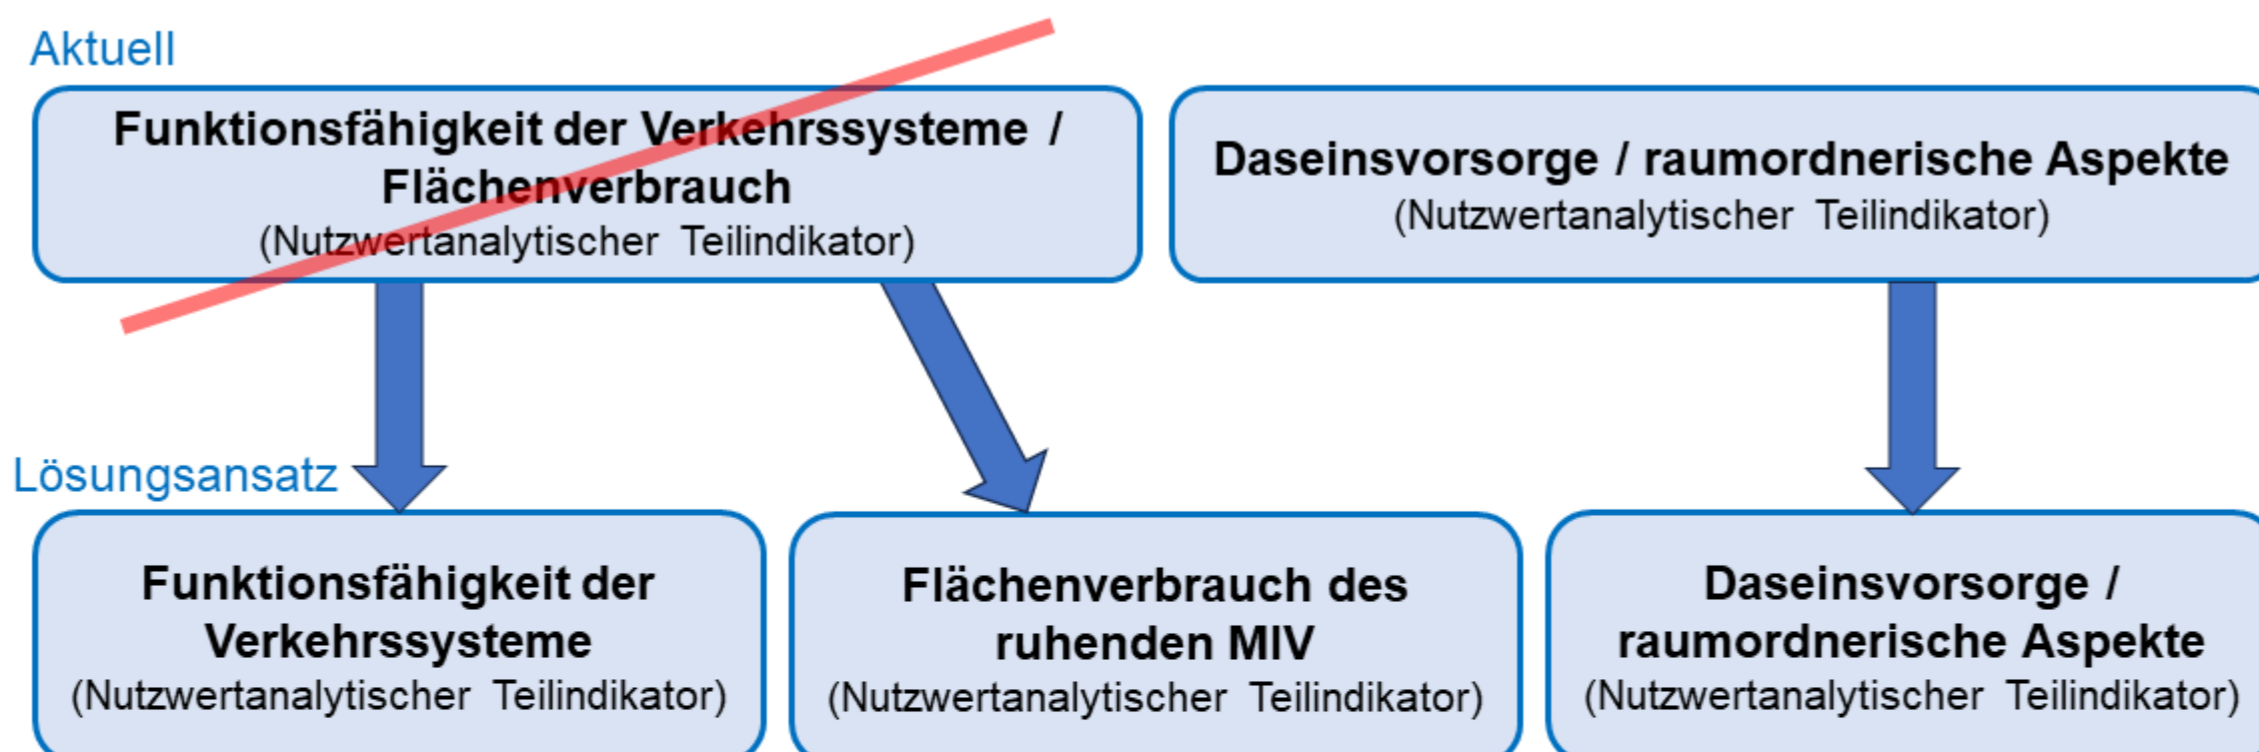 Aktuell
Funktionsfähigkeit der Verkehrssysteme /
Flächenverbrauch
(Nutzwertanalytischer Teilindikator)
Daseinsvorsorge / raumordnerische Aspekte
(Nutzwertanalytischer Teilindikator)
Lösungsansatz
Funktionsfähigkeit der
Verkehrssysteme
(Nutzwertanalytischer Teilindikator)
Flächenverbrauch des
ruhenden MIV
(Nutzwertanalytischer Teilindikator)
Daseinsvorsorge /
raumordnerische Aspekte
(Nutzwertanalytischer Teilindikator)